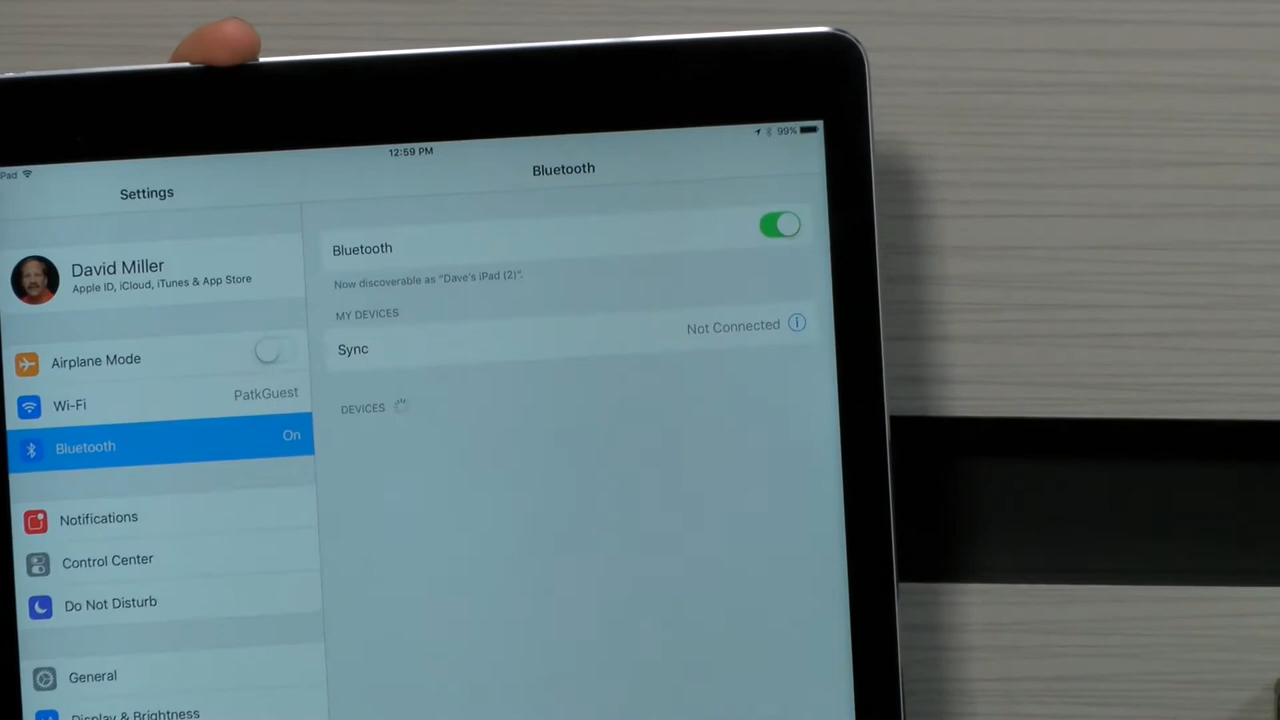 Pad
12:59 PM
99%
Settings
Bluetooth
David Miller
Apple ID, iCloud, iTunes & App Store
Airplane Mode
Wi-Fi PatkGuest
Bluetooth On
Notifications
Control Center
Do Not Disturb
General
Display & Brightness
Bluetooth
Now discoverable as “Dave's iPad (2)”.
MY DEVICES
Sync Not Connected
DEVICES